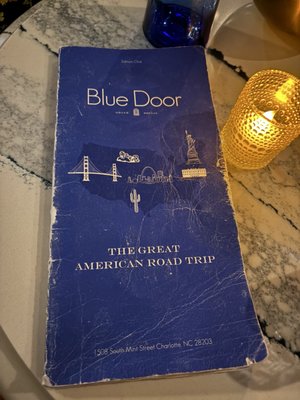 Blue Door
THE GREAT
AMERICAN ROAD TRIP
1508 South Mint Street Charlotte, NC 28203